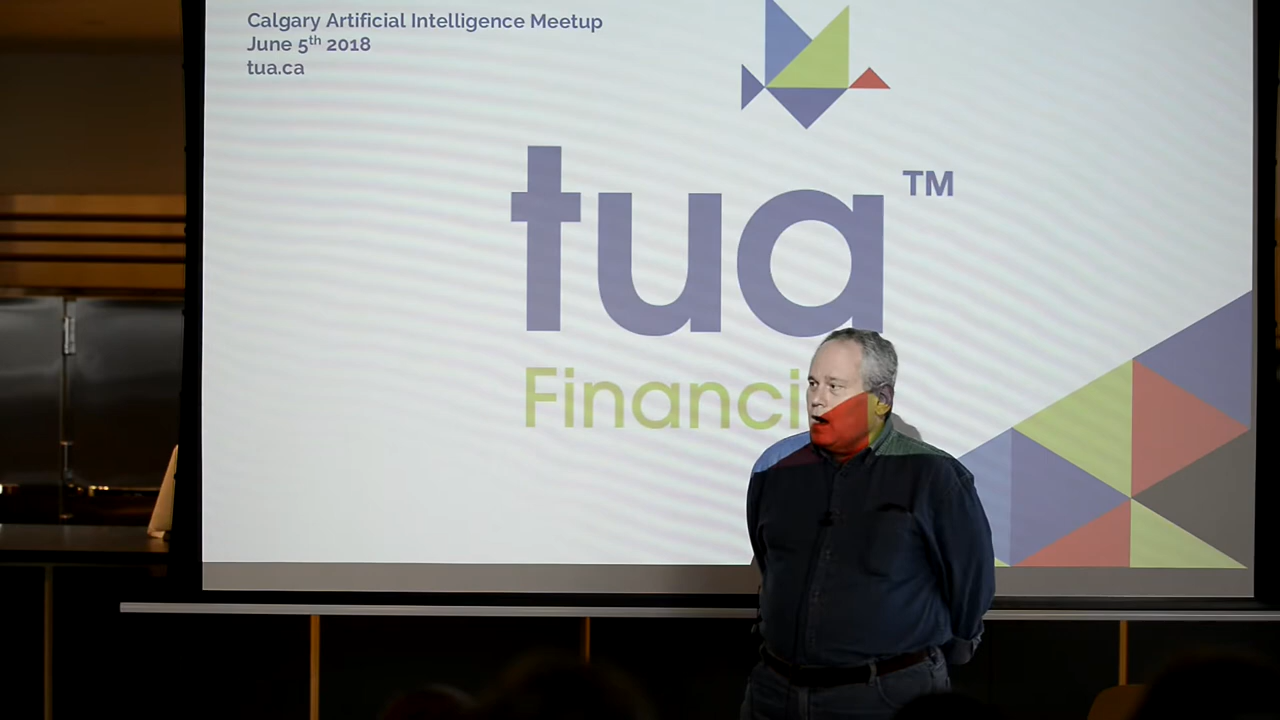 Calgary Artificial Intelligence Meetup
June 5th 2018
tua.ca
tua™
Financi